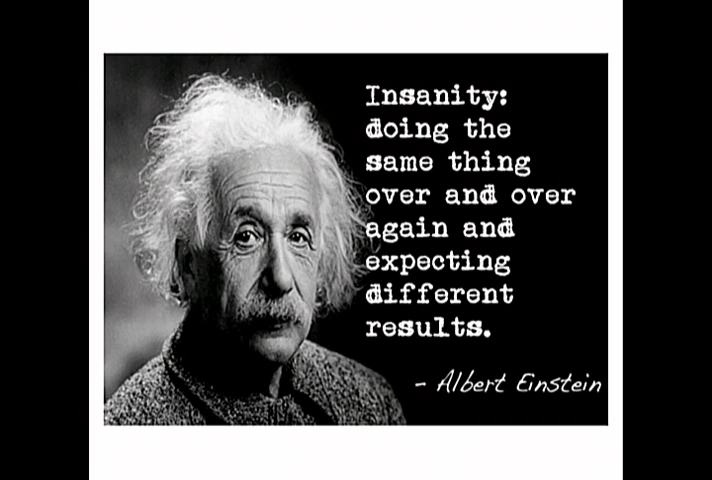 Insanity:
doing the
same thing
over and over
again and
expecting
different
results.
- Albert Einstein